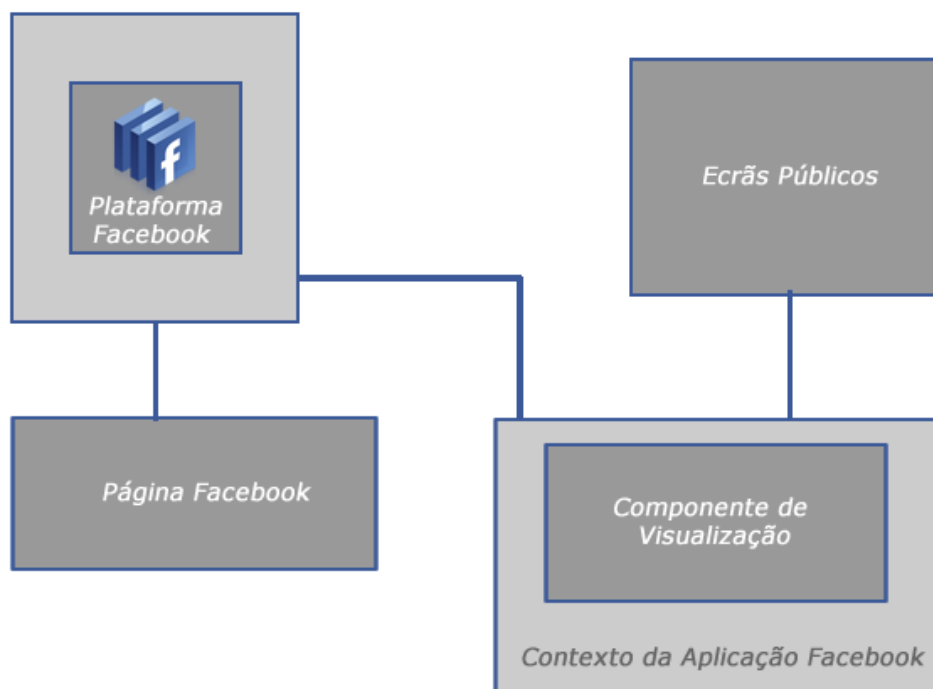 f
Plataforma
Facebook
Ecrãs Públicos
Página Facebook
Componente de
Visualização
Contexto da Aplicação Facebook